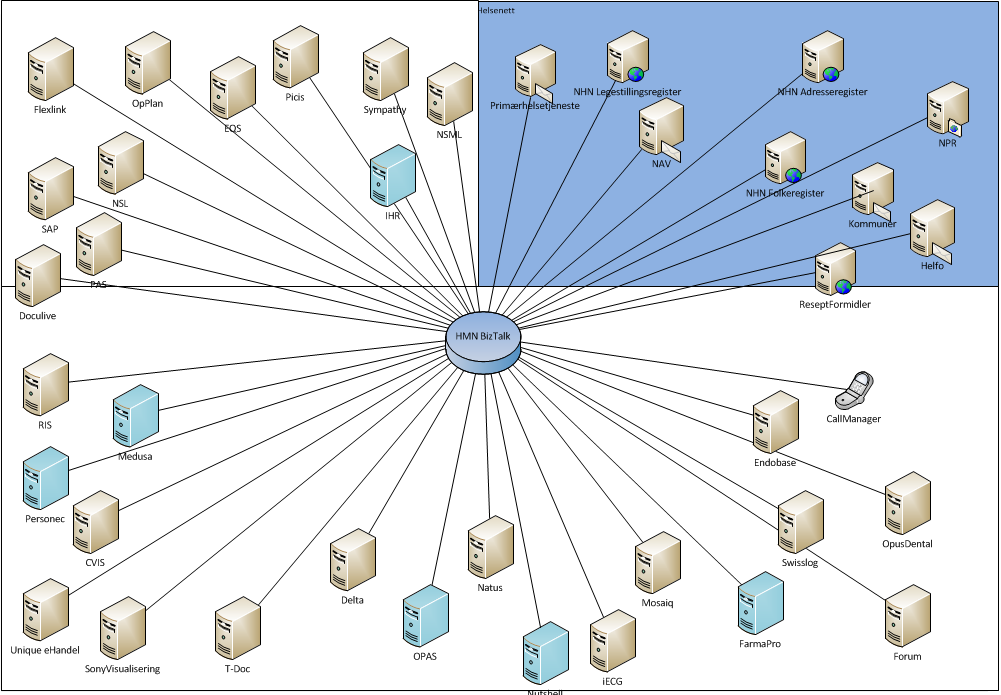 Helsenett
Flexlink
OpPlan
EQS
Picis
Sympathy
NSML
Primærhelsetjeneste
NHN Legestillingsregister
NHN Adresseregister
NAV
NPR
NHN Folkeregister
NSL
SAP
IHR
Kommuner
PAS
Helfo
Doculive
ReseptFormidler
HMN BizTalk
RIS
Medusa
CallManager
Endobase
Personec
CVIS
Swisslog
OpusDental
Delta
Natus
Mosaiq
Unique eHandel
SonyVisualisering
T-Doc
OPAS
FarmaPro
Forum
iECG
Nutshell